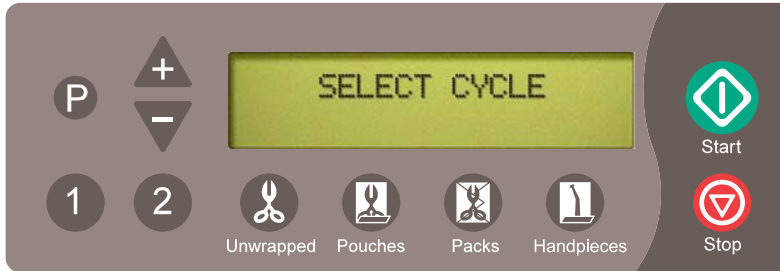 P
+
−
SELECT CYCLE
Start
1
2
Unwrapped
Pouches
Packs
Handpieces
Stop